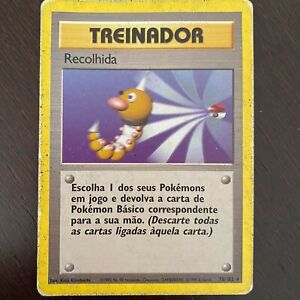 TREINADOR
Recolhida
Escolha 1 dos seus Pokémons
em jogo e devolva a carta de
Pokémon Básico correspondente
para a sua mão. (Descarte todas
as cartas ligadas àquela carta.)